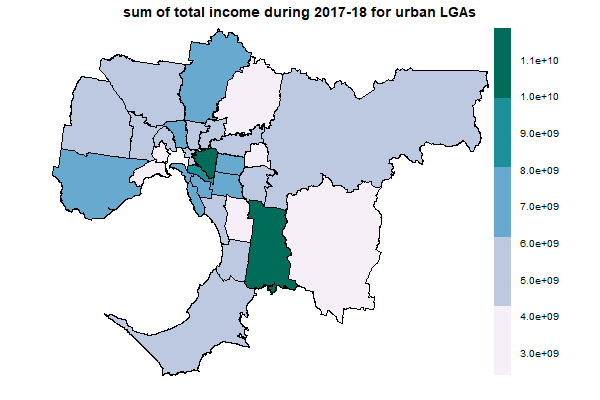 sum of total income during 2017-18 for urban LGAs
1.1e+10
1.0e+10
9.0e+09
8.0e+09
7.0e+09
6.0e+09
5.0e+09
4.0e+09
3.0e+09